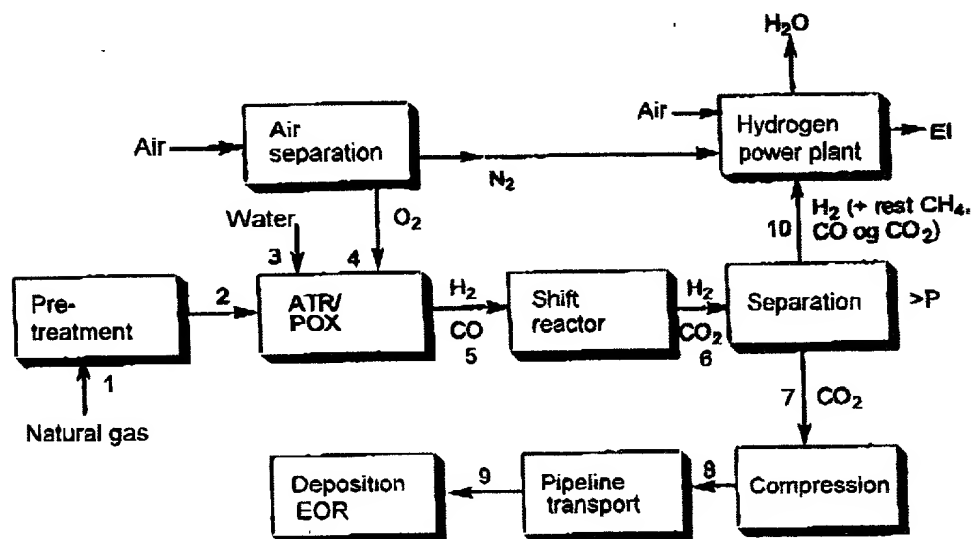 H₂O
Air
Air
separation
Air
Hydrogen
power plant
El
N₂
O₂
Water
3
4
H₂ (+ rest CH₄,
CO og CO₂)
10
Pre-
treatment
2
ATR/
POX
H₂
CO
5
Shift
reactor
H₂
CO₂
6
Separation
>P
1
Natural gas
7
CO₂
Deposition
EOR
9
Pipeline
transport
8
Compression